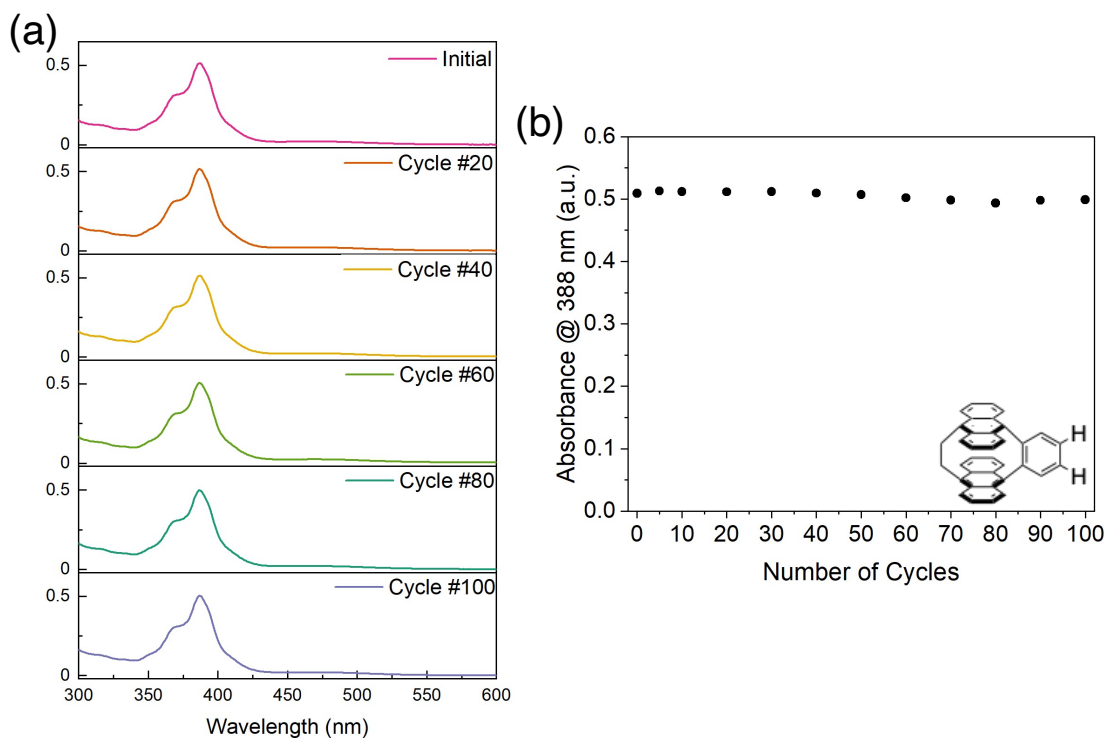 (a)
0.5
0
Initial
0.5
0
Cycle #20
0.5
0
Cycle #40
0.5
0
Cycle #60
0.5
0
Cycle #80
0.5
0
Cycle #100
300 350 400 450 500 550 600
Wavelength (nm)
(b)
Absorbance @ 388 nm (a.u.)
0.6
0.5
0.4
0.3
0.2
0.1
0.0
H
H
0 10 20 30 40 50 60 70 80 90 100
Number of Cycles